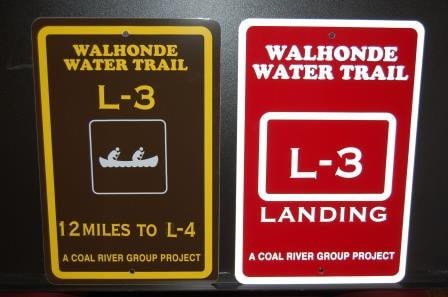 WALHONDE
WATER TRAIL
L-3
12 MILES TO L-4
A COAL RIVER GROUP PROJECT
WALHONDE
WATER TRAIL
L-3
LANDING
A COAL RIVER GROUP PROJECT